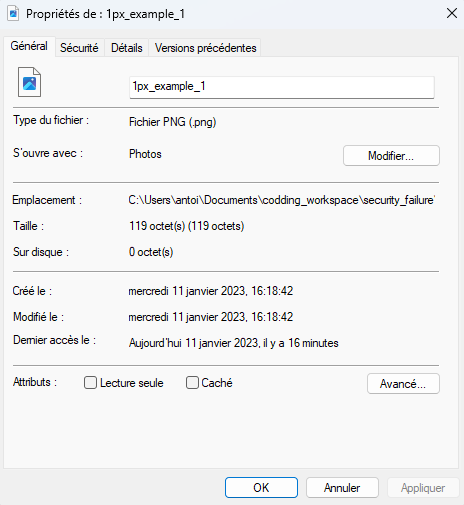 Propriétés de : 1px_example_1
Général Sécurité Détails Versions précédentes
1px_example_1
Type du fichier : Fichier PNG (.png)
S'ouvre avec : Photos Modifier...
Emplacement : C:\Users\antoi\Documents\codding_workspace\security_failure\
Taille : 119 octet(s) (119 octets)
Sur disque : 0 octet(s)
Créé le : mercredi 11 janvier 2023, 16:18:42
Modifié le : mercredi 11 janvier 2023, 16:18:42
Dernier accès le : Aujourd'hui 11 janvier 2023, il y a 16 minutes
Attributs : Lecture seule Caché Avancé...
OK Annuler Appliquer